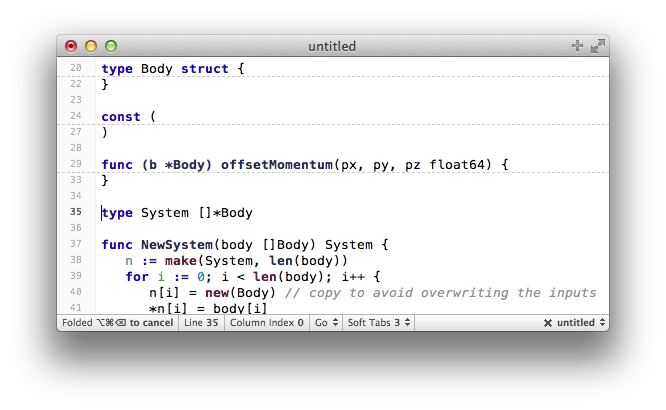 untitled
20 type Body struct {
22 }
23
24 const (
27 )
28
29 func (b *Body) offsetMomentum(px, py, pz float64) {
33 }
34
35 type System []*Body
36
37 func NewSystem(body []Body) System {
38 n := make(System, len(body))
39 for i := 0; i < len(body); i++ {
40 n[i] = new(Body) // copy to avoid overwriting the inputs
41 *n[i] = body[i]
Folded ⌥⌘⌫ to cancel Line 35 Column Index 0 Go Soft Tabs 3 untitled